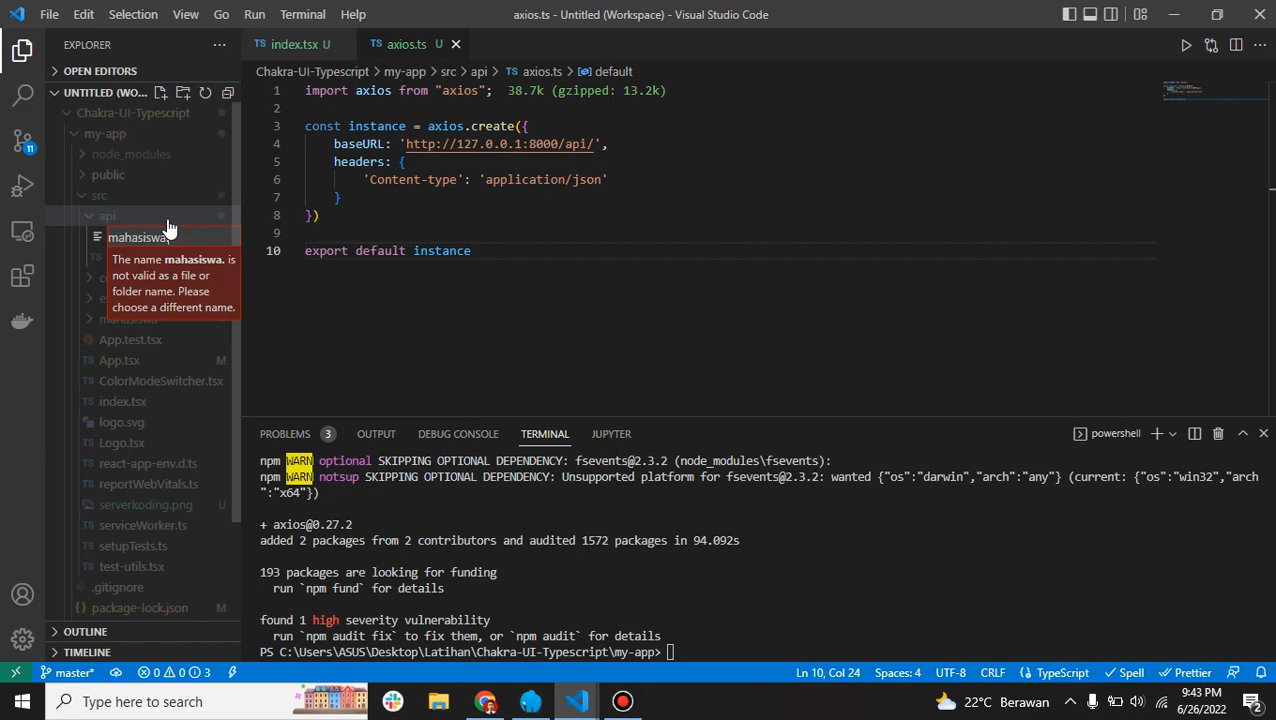 File Edit Selection View Go Run Terminal Help axios.ts - Untitled (Workspace) - Visual Studio Code
EXPLORER
OPEN EDITORS
UNTITLED (WO...
Chakra-UI-Typescript
my-app
node_modules
public
src
api
mahasiswa.
The name mahasiswa. is
not valid as a file or
folder name. Please
choose a different name.
App.test.tsx
App.tsx M
ColorModeSwitcher.tsx
index.tsx
logo.svg
Logo.tsx
react-app-env.d.ts
reportWebVitals.ts
serverkoding.png U
serviceWorker.ts
setupTests.ts
test-utils.tsx
.gitignore
package-lock.json M
OUTLINE
TIMELINE
11
index.tsx U axios.ts U
Chakra-UI-Typescript > my-app > src > api > axios.ts > default
1 import axios from "axios"; 38.7k (gzipped: 13.2k)
2
3 const instance = axios.create({
4 baseURL: 'http://127.0.0.1:8000/api/',
5 headers: {
6 'Content-type': 'application/json'
7 }
8 })
9
10 export default instance
PROBLEMS 3 OUTPUT DEBUG CONSOLE TERMINAL JUPYTER powershell
npm WARN optional SKIPPING OPTIONAL DEPENDENCY: fsevents@2.3.2 (node_modules\fsevents):
npm WARN notsup SKIPPING OPTIONAL DEPENDENCY: Unsupported platform for fsevents@2.3.2: wanted {"os":"darwin","arch":"any"} (current: {"os":"win32","arch
":"x64"})
+ axios@0.27.2
added 2 packages from 2 contributors and audited 1572 packages in 94.092s
193 packages are looking for funding
run `npm fund` for details
found 1 high severity vulnerability
run `npm audit fix` to fix them, or `npm audit` for details
PS C:\Users\ASUS\Desktop\Latihan\Chakra-UI-Typescript\my-app>
master* 0 0 3 Ln 10, Col 24 Spaces: 4 UTF-8 CRLF TypeScript Spell Prettier
Type here to search 22°C Berawan 9:43 PM
6/26/2022 2